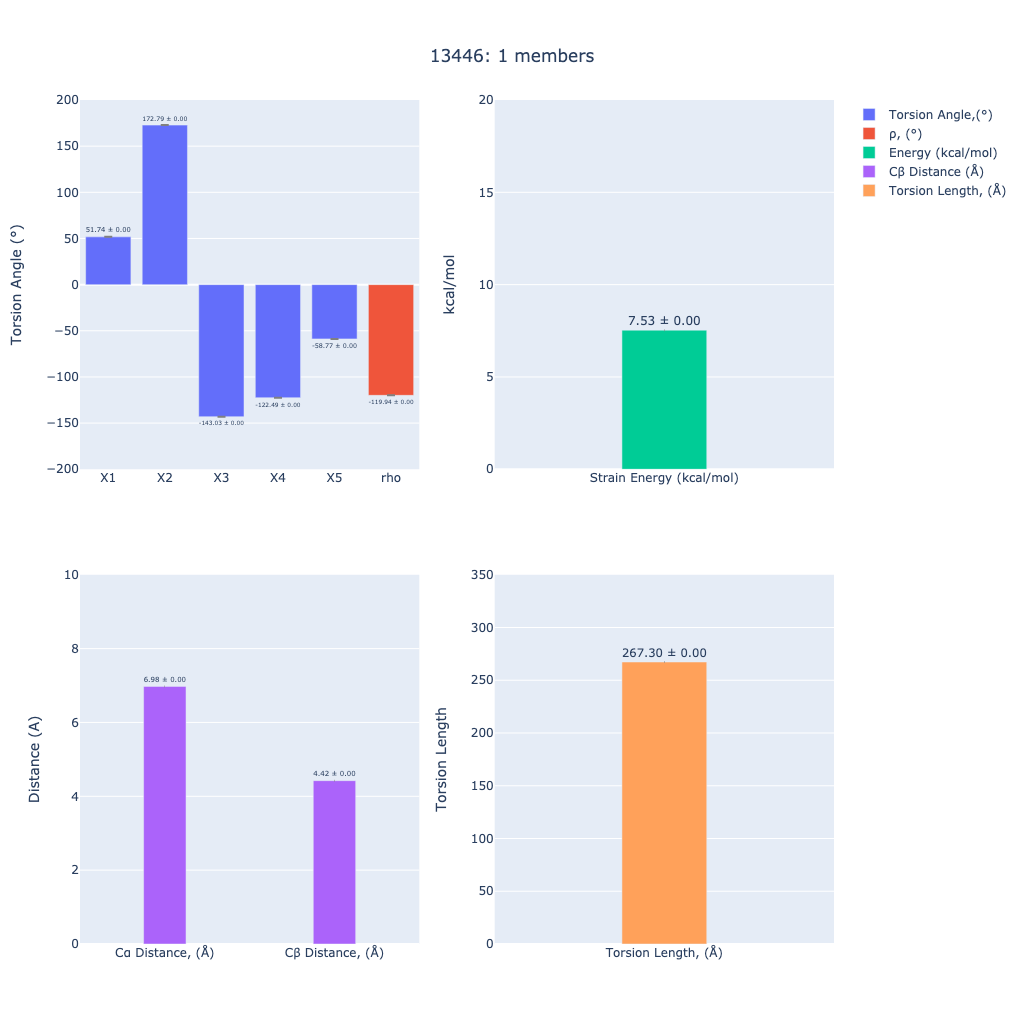 13446: 1 members
Torsion Angle (°)
200
150
100
50
0
−50
−100
−150
−200
51.74 ± 0.00
172.79 ± 0.00
-143.03 ± 0.00
-122.49 ± 0.00
-58.77 ± 0.00
-119.94 ± 0.00
X1
X2
X3
X4
X5
rho
kcal/mol
20
15
10
5
0
7.53 ± 0.00
Strain Energy (kcal/mol)
Torsion Angle,(°)
ρ, (°)
Energy (kcal/mol)
Cβ Distance (Å)
Torsion Length, (Å)
Distance (A)
10
8
6
4
2
0
6.98 ± 0.00
4.42 ± 0.00
Cα Distance, (Å)
Cβ Distance, (Å)
Torsion Length
350
300
250
200
150
100
50
0
267.30 ± 0.00
Torsion Length, (Å)